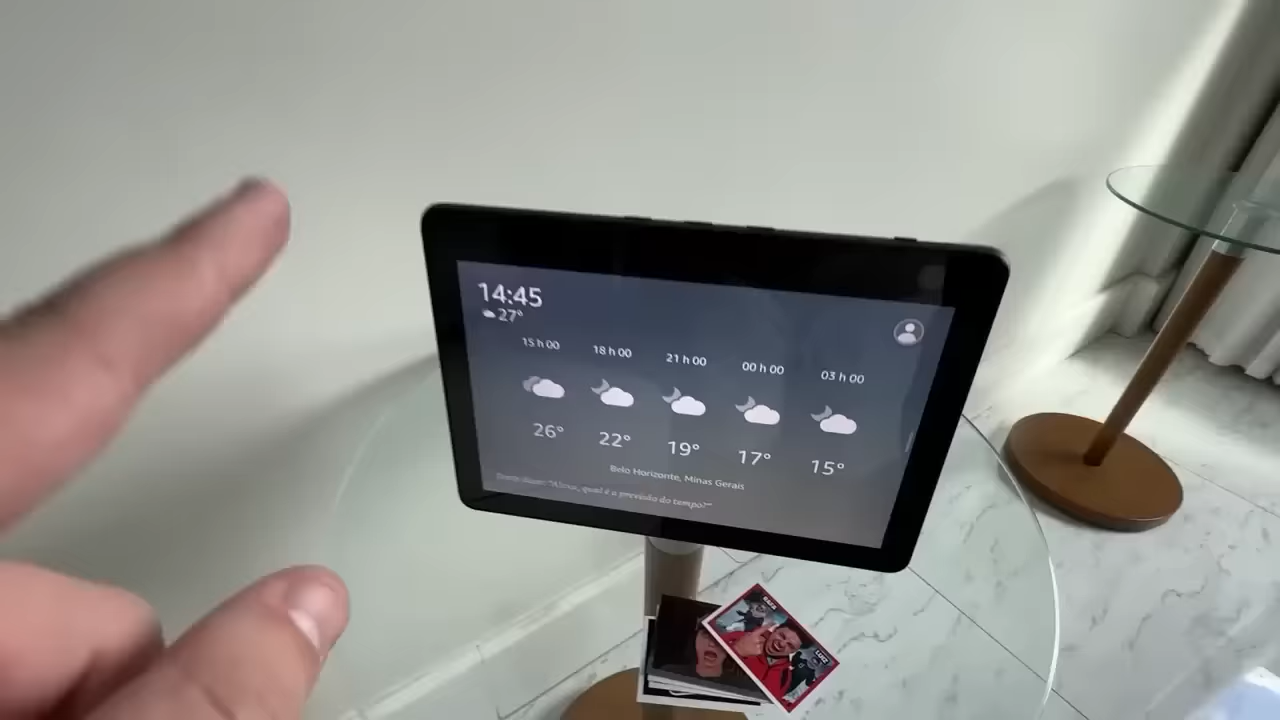 14:45
27°
15 h 00 18 h 00 21 h 00 00 h 00 03 h 00
26° 22° 19° 17° 15°
Belo Horizonte, Minas Gerais
"Alexa, qual é a previsão do tempo?"